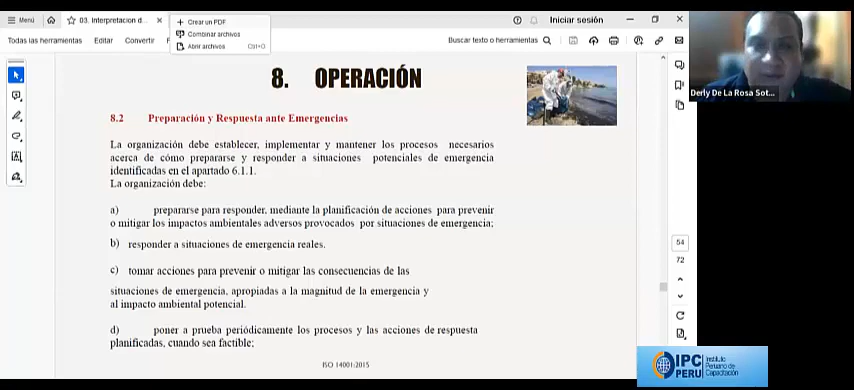 Menú
03. Interpretacion d...
Crear un PDF
Combinar archivos
Abrir archivos Ctrl+O
Iniciar sesión
Todas las herramientas Editar Convertir
Buscar texto o herramientas
Derly De La Rosa Sot...
8. OPERACIÓN
8.2 Preparación y Respuesta ante Emergencias
La organización debe establecer, implementar y mantener los procesos necesarios
acerca de cómo prepararse y responder a situaciones potenciales de emergencia
identificadas en el apartado 6.1.1.
La organización debe:
a) prepararse para responder, mediante la planificación de acciones para prevenir
o mitigar los impactos ambientales adversos provocados por situaciones de emergencia;
b) responder a situaciones de emergencia reales.
c) tomar acciones para prevenir o mitigar las consecuencias de las
situaciones de emergencia, apropiadas a la magnitud de la emergencia y
al impacto ambiental potencial.
d) poner a prueba periódicamente los procesos y las acciones de respuesta
planificadas, cuando sea factible;
ISO 14001:2015
54
72
IPC
PERU
Instituto
Peruano de
Capacitación